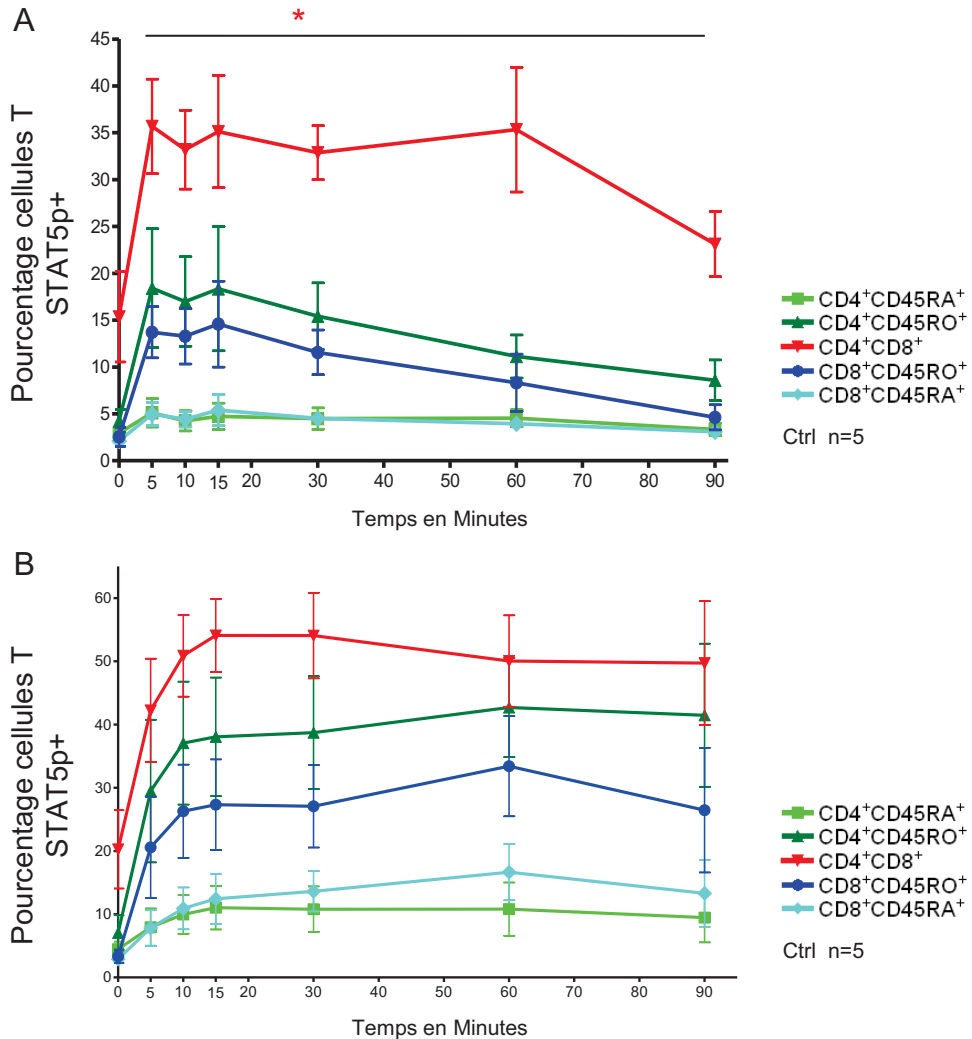 A
*
45
40
35
30
25
20
15
10
5
0
Pourcentage cellules T
STAT5p+
0 5 10 15 20 30 40 50 60 70 80 90
Temps en Minutes
CD4⁺CD45RA⁺
CD4⁺CD45RO⁺
CD4⁺CD8⁺
CD8⁺CD45RO⁺
CD8⁺CD45RA⁺
Ctrl n=5
B
60
50
40
30
20
10
0
Pourcentage cellules T
STAT5p+
0 5 10 15 20 30 40 50 60 70 80 90
Temps en Minutes
CD4⁺CD45RA⁺
CD4⁺CD45RO⁺
CD4⁺CD8⁺
CD8⁺CD45RO⁺
CD8⁺CD45RA⁺
Ctrl n=5